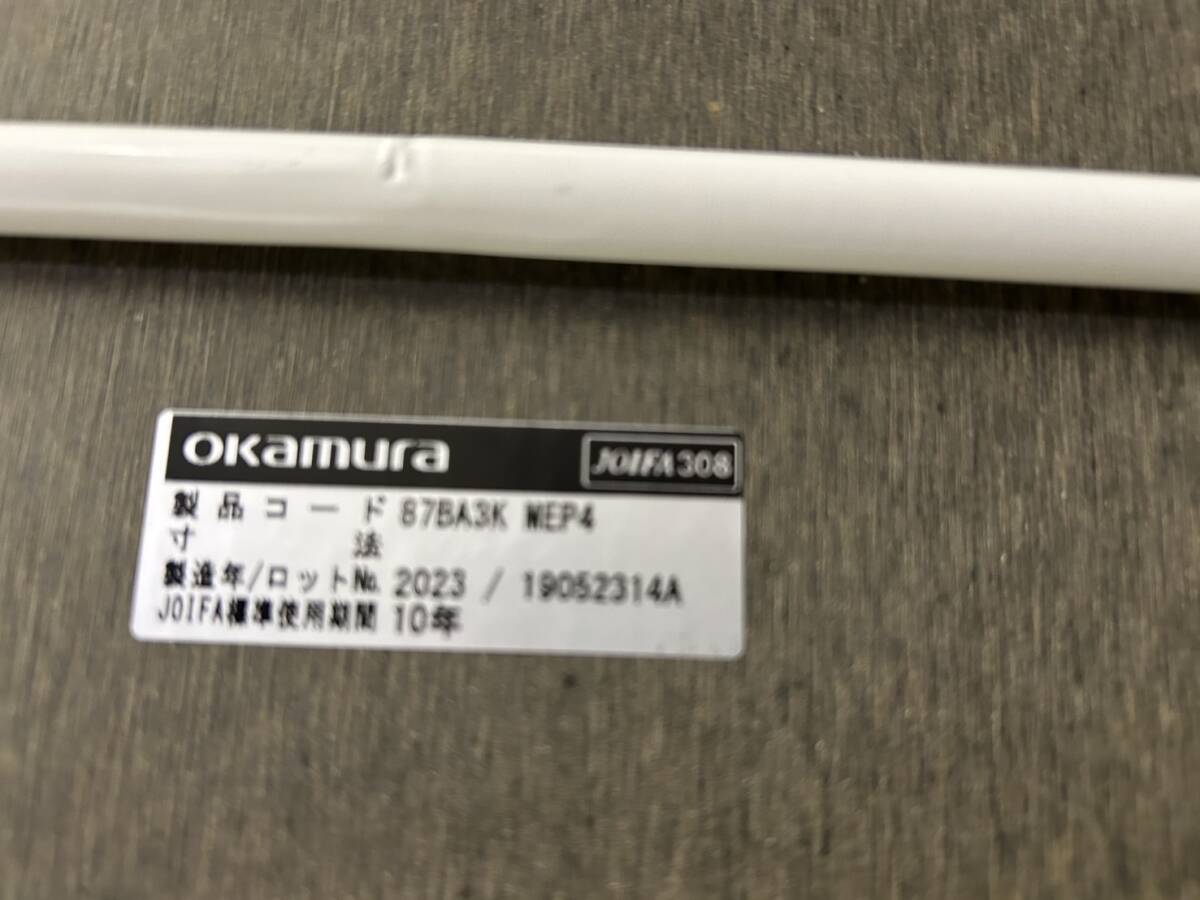 okamura JOIFA308
製品コード 87BA3K MEP4
寸法
製造年/ロット№ 2023 / 19052314A
JOIFA標準使用期間 10年